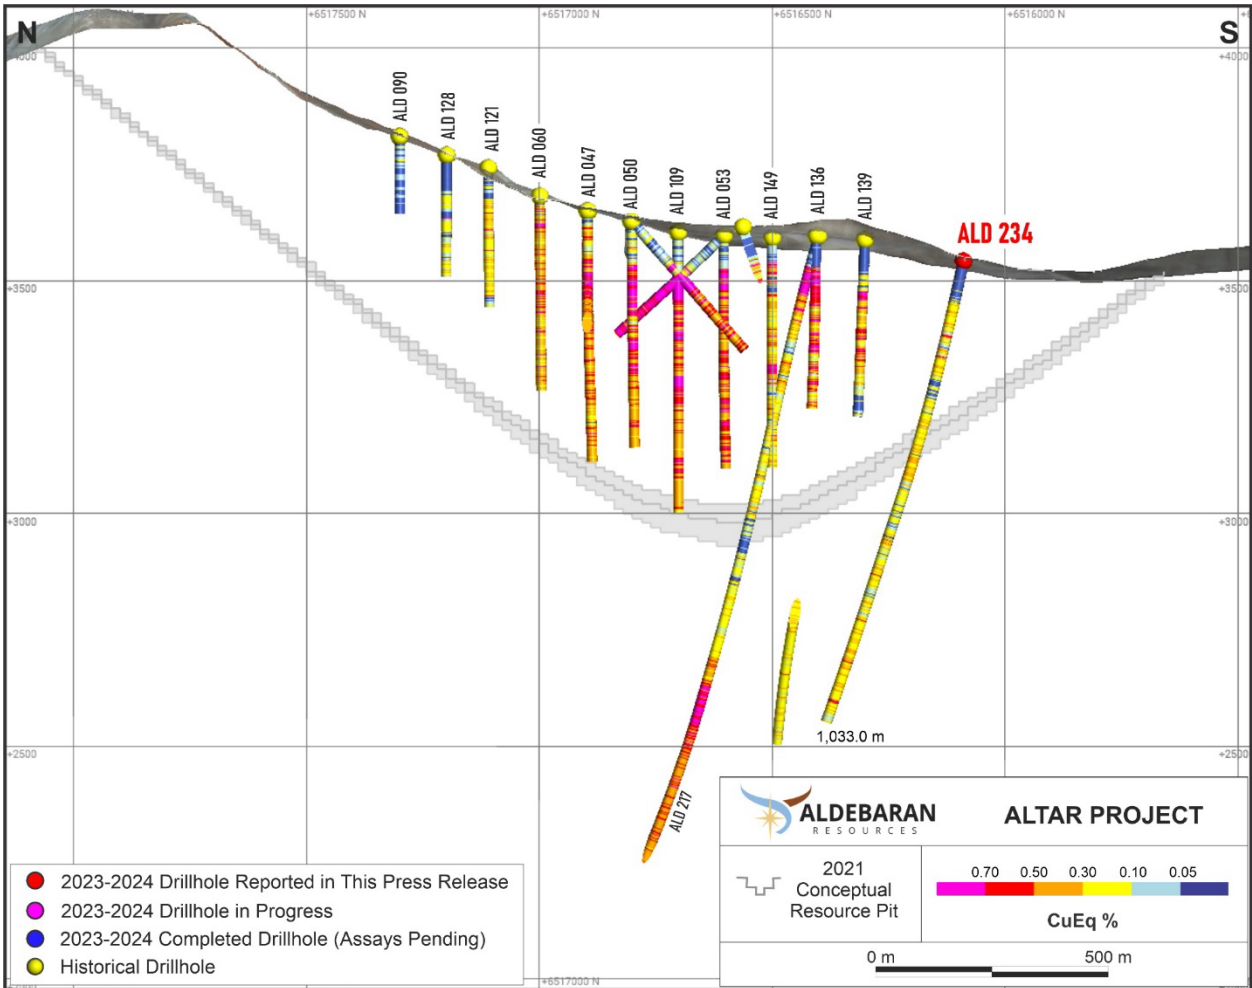 N
S
+6517500 N
+6517000 N
+6516500 N
+6516000 N
+4000
+4000
ALD 090
ALD 128
ALD 121
ALD 060
ALD 047
ALD 050
ALD 109
ALD 053
ALD 149
ALD 136
ALD 139
ALD 234
+3500
+3500
+3000
+3000
+2500
+2500
1,033.0 m
ALD 217
2023-2024 Drillhole Reported in This Press Release
2023-2024 Drillhole in Progress
2023-2024 Completed Drillhole (Assays Pending)
Historical Drillhole
+6517000 N
ALDEBARAN
RESOURCES
ALTAR PROJECT
2021
Conceptual
Resource Pit
0.70 0.50 0.30 0.10 0.05
CuEq %
0 m 500 m